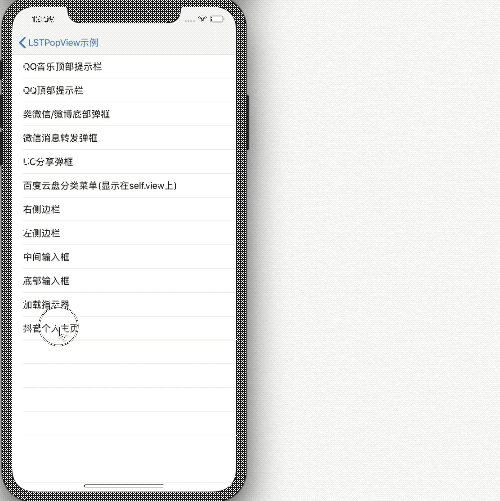 LSTPopView示例
QQ音乐顶部提示栏
QQ顶部提示栏
类微信/微博底部弹框
微信消息转发弹框
UC分享弹框
百度云盘分类菜单(显示在self.view上)
右侧边栏
左侧边栏
中间输入框
底部输入框
加载指示器
抖音个人主页